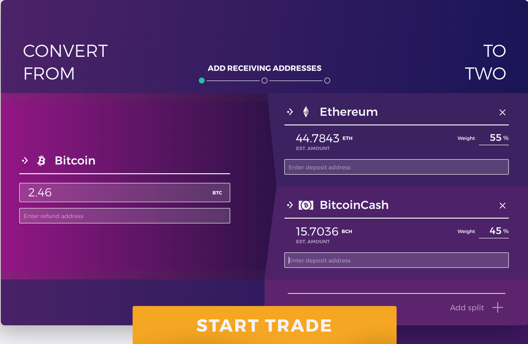 CONVERT
FROM
TO
TWO
ADD RECEIVING ADDRESSES
Bitcoin
2.46 BTC
Enter refund address
Ethereum
44.7843 ETH Weight 55 %
EST. AMOUNT
Enter deposit address
BitcoinCash
15.7036 BCH Weight 45 %
EST. AMOUNT
Enter deposit address
Add split
START TRADE